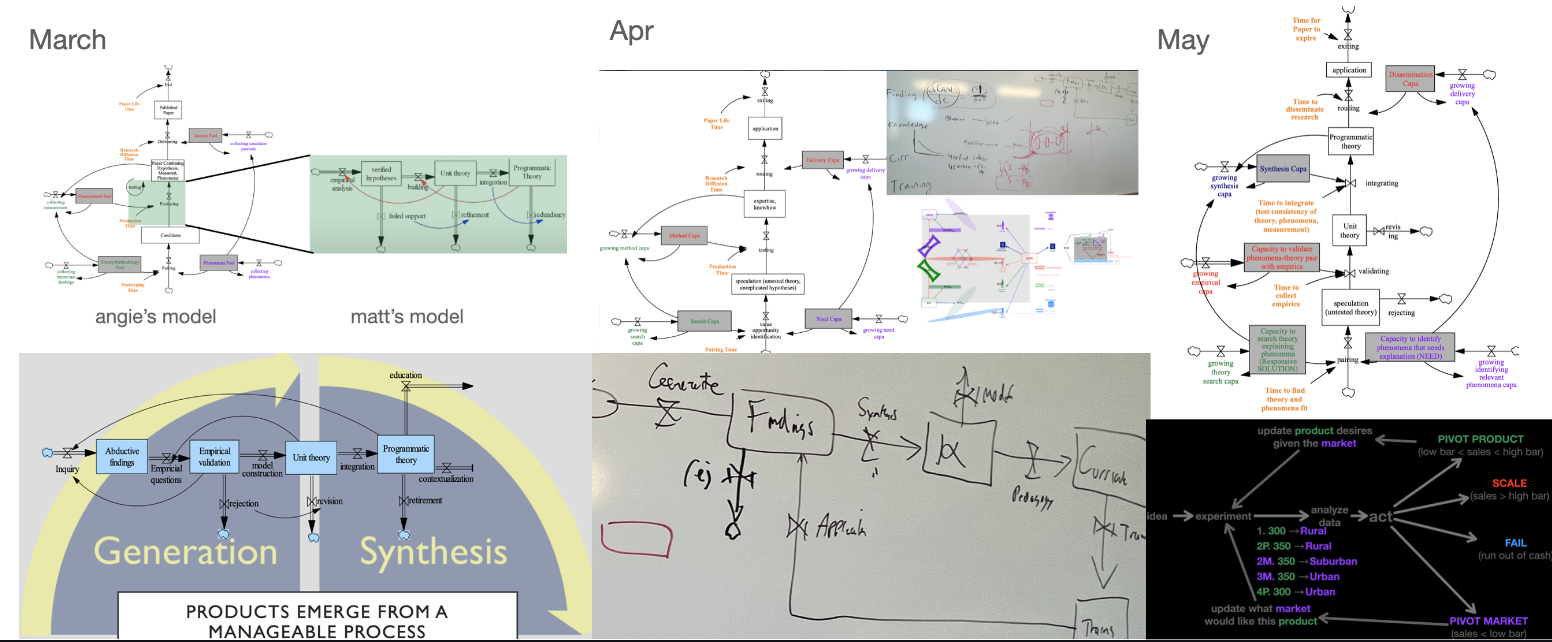 March
Exit
Paper Life
Time
Published
Paper
Delivering
Journal Pool
collecting candidate
journals
Research
Diffusion
Time
Paper Combining
Hypothesis,
Measured,
Phenomena
testing
Measurement Pool
Producing
collecting
measurement
Production
Time
Candidates
Theory/Methodology
Pool
Pairing
Phenomena Pool
collecting
phenomena
Prototyping
Time
empirical
analysis
verified
hypotheses
building
Unit theory
integration
Programmatic
Theory
failed support
refinement
redundancy
angie's model
matt's model
education
Inquiry
Abductive
findings
Empricial
questions
Empirical
validation
model
construction
Unit theory
integration
Programmatic
theory
contextualization
rejection
revision
retirement
Generation
Synthesis
PRODUCTS EMERGE FROM A
MANAGEABLE PROCESS
Apr
exiting
Paper Life
Time
application
routing
Delivery Capa
growing delivery
capa
Research
Diffusion Time
expertise,
knowhow
growing method capa
Method Capa
testing
Production
Time
speculation (untested theory,
unreplicated hypotheses)
Search Capa
growing
search
capa
value
opportunity
identification
Need Capa
growing need
capa
Pairing Time
Finding
Knowledge
Curr.
Training
Generate
Findings
Synthesis
α
Pedagogy
(e)
Trains
May
Time for
Paper to
expire
exiting
application
Dissemination
Capa
growing
delivery
capa
Time to
disseminate
research
routing
Programmatic
theory
growing
synthesis
capa
Synthesis Capa
integrating
Time to integrate
(test consistency of
theory, phenomena,
measurement)
Unit
theory
revis
ing
Capacity to validate
phenomena-theory pair
with empirics
growing
empirical
capa
validating
Time to
collect
empirics
speculation
(untested theory)
rejecting
Capacity to
search theory
explaining
phenomna
(Responsive
SOLUTION)
pairing
Capacity to identify
phenomena that needs
explanation (NEED)
growing
theory
search capa
growing
identifying
relevant
phenomena capa
Time to find
theory and
phenomena fit
update product desires
given the market
PIVOT PRODUCT
(low bar < sales < high bar)
SCALE
(sales > high bar)
idea
experiment
analyze
data
act
1. 300 →Rural
2P. 350 →Rural
2M. 350 →Suburban
3M. 350 →Urban
4P. 300 →Urban
FAIL
(run out of cash)
update what market
would like this product
PIVOT MARKET
(sales < low bar)